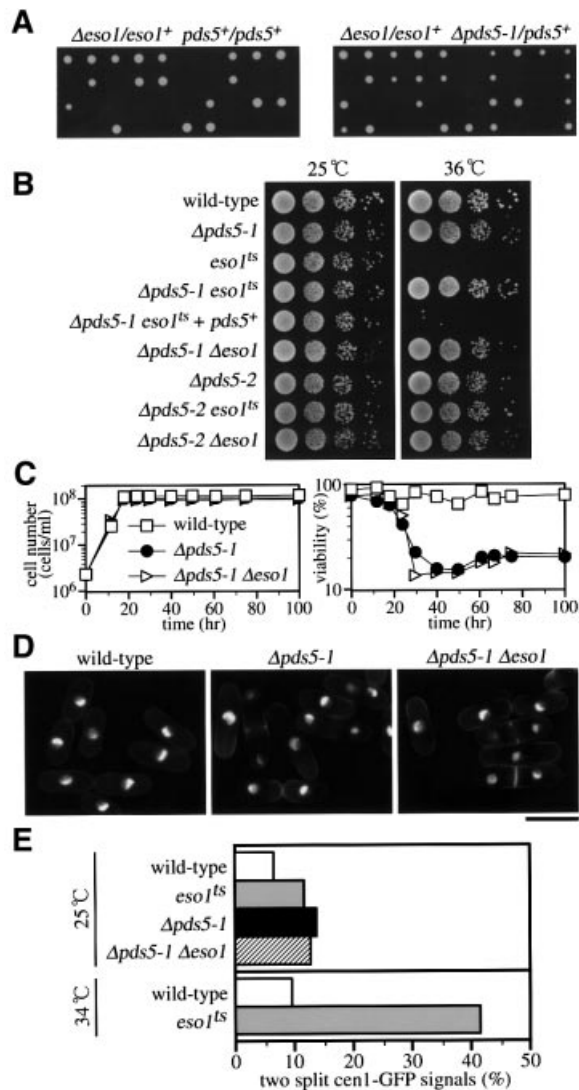 A
Δeso1/eso1+ pds5+/pds5+
Δeso1/eso1+ Δpds5-1/pds5+
B
25℃ 36℃
wild-type
Δpds5-1
eso1ts
Δpds5-1 eso1ts
Δpds5-1 eso1ts + pds5+
Δpds5-1 Δeso1
Δpds5-2
Δpds5-2 eso1ts
Δpds5-2 Δeso1
C
cell number
(cells/ml)
10^8
10^7
10^6
wild-type
Δpds5-1
Δpds5-1 Δeso1
0 20 40 60 80 100
time (hr)
viability
(%)
100
10
0 20 40 60 80 100
time (hr)
D
wild-type Δpds5-1 Δpds5-1 Δeso1
E
25℃
wild-type
eso1ts
Δpds5-1
Δpds5-1 Δeso1
34℃
wild-type
eso1ts
0 10 20 30 40 50
two split cen1-GFP signals (%)